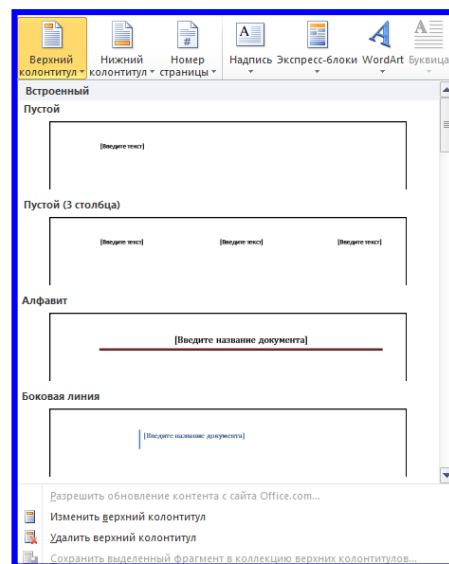 Верхний колонтитул
Нижний колонтитул
Номер страницы
Надпись Экспресс-блоки WordArt Буквица
Встроенный
Пустой
[Введите текст]
Пустой (3 столбца)
[Введите текст] [Введите текст] [Введите текст]
Алфавит
[Введите название документа]
Боковая линия
[Введите название документа]
Разрешить обновление контента с сайта Office.com...
Изменить верхний колонтитул
Удалить верхний колонтитул
Сохранить выделенный фрагмент в коллекцию верхних колонтитулов...